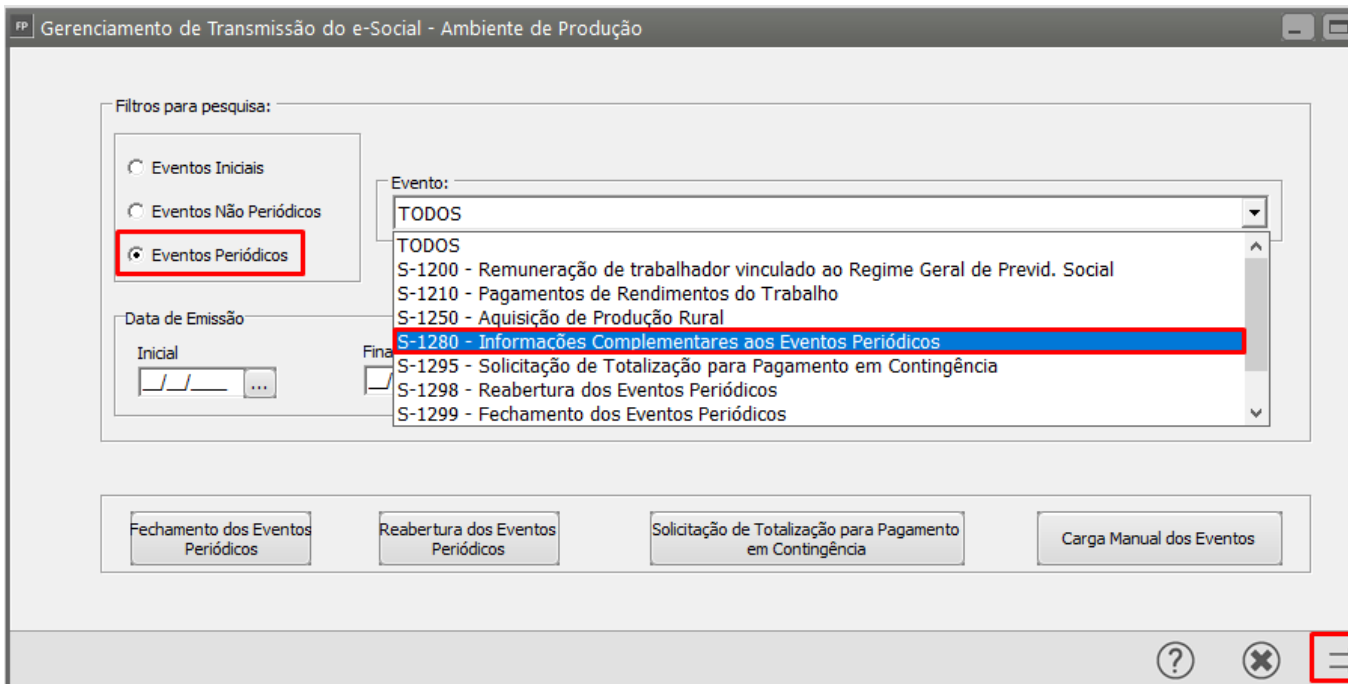 FP Gerenciamento de Transmissão do e-Social - Ambiente de Produção
Filtros para pesquisa:
Eventos Iniciais
Eventos Não Periódicos
Eventos Periódicos
Evento:
TODOS
TODOS
S-1200 - Remuneração de trabalhador vinculado ao Regime Geral de Previd. Social
S-1210 - Pagamentos de Rendimentos do Trabalho
S-1250 - Aquisição de Produção Rural
S-1280 - Informações Complementares aos Eventos Periódicos
S-1295 - Solicitação de Totalização para Pagamento em Contingência
S-1298 - Reabertura dos Eventos Periódicos
S-1299 - Fechamento dos Eventos Periódicos
Data de Emissão
Inicial
Fina
__/__/____ ...
__/
Fechamento dos Eventos
Periódicos
Reabertura dos Eventos
Periódicos
Solicitação de Totalização para Pagamento
em Contingência
Carga Manual dos Eventos
?